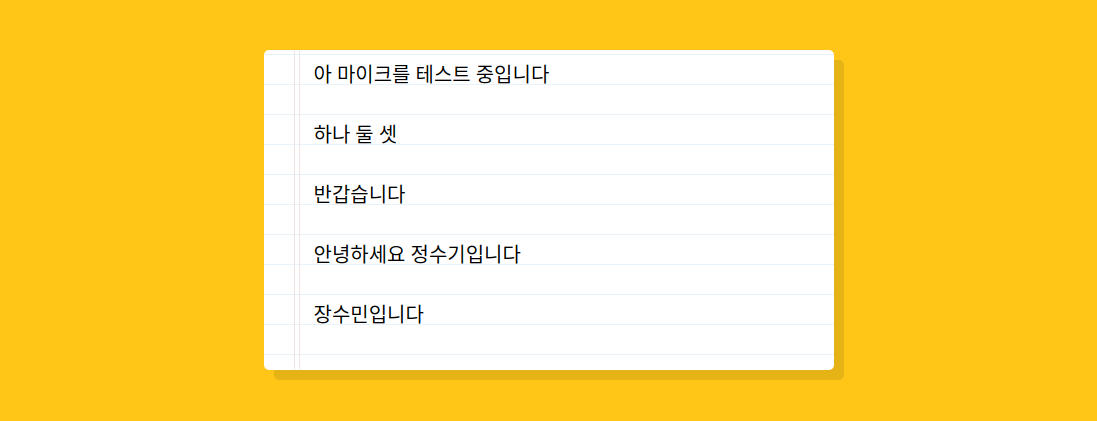 아 마이크를 테스트 중입니다
하나 둘 셋
반갑습니다
안녕하세요 정수기입니다
장수민입니다